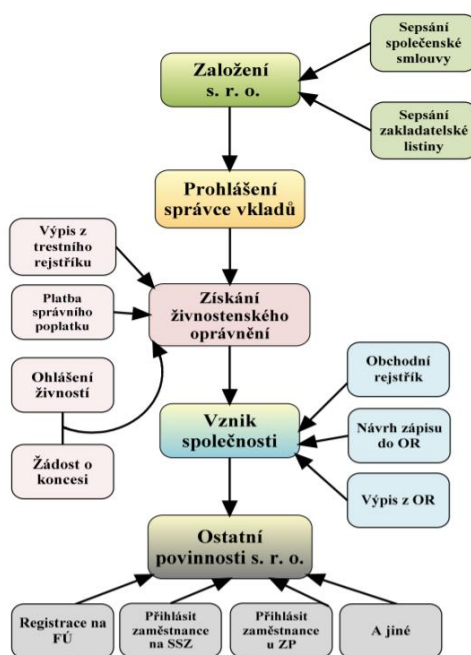 Založení
s. r. o.
Sepsání
společenské
smlouvy
Sepsání
zakladatelské
listiny
Prohlášení
správce vkladů
Výpis z
trestního
rejstříku
Platba
správního
poplatku
Získání
živnostenského
oprávnění
Ohlášení
živností
Žádost o
koncesi
Vznik
společnosti
Obchodní
rejstřík
Návrh zápisu
do OR
Výpis z OR
Ostatní
povinnosti s. r. o.
Registrace na
FÚ
Přihlásit
zaměstnance
na SSZ
Přihlásit
zaměstnance
u ZP
A jiné